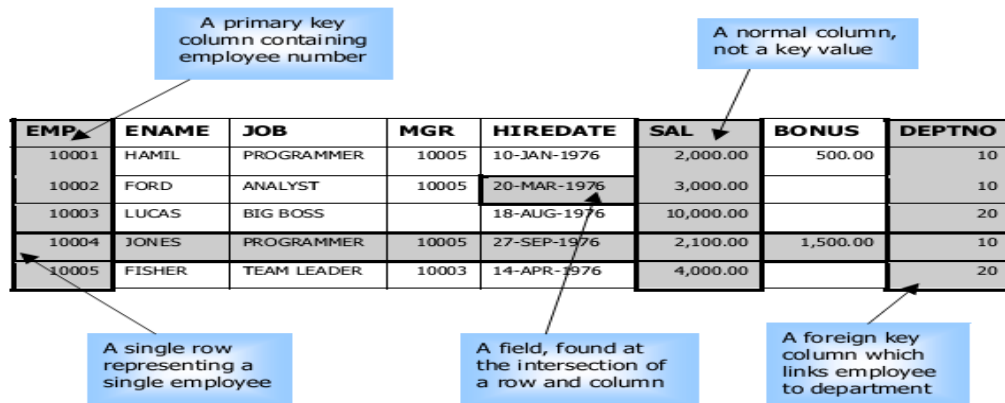 A primary key
column containing
employee number
A normal column,
not a key value
EMP ENAME JOB MGR HIREDATE SAL BONUS DEPTNO
10001 HAMIL PROGRAMMER 10005 10-JAN-1976 2,000.00 500.00 10
10002 FORD ANALYST 10005 20-MAR-1976 3,000.00 10
10003 LUCAS BIG BOSS 18-AUG-1976 10,000.00 20
10004 JONES PROGRAMMER 10005 27-SEP-1976 2,100.00 1,500.00 10
10005 FISHER TEAM LEADER 10003 14-APR-1976 4,000.00 20
A single row
representing a
single employee
A field, found at
the intersection of
a row and column
A foreign key
column which
links employee
to department